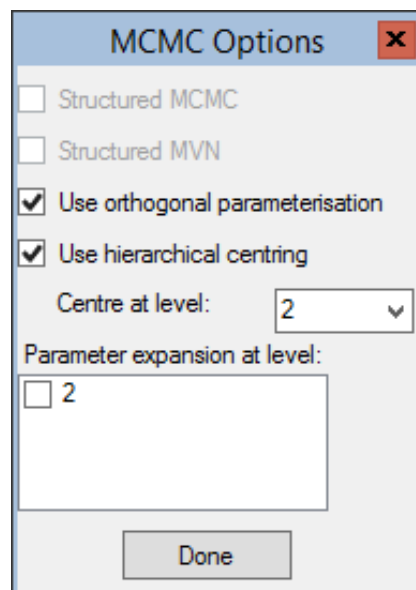 MCMC Options
Structured MCMC
Structured MVN
Use orthogonal parameterisation
Use hierarchical centring
Centre at level: 2
Parameter expansion at level:
2
Done